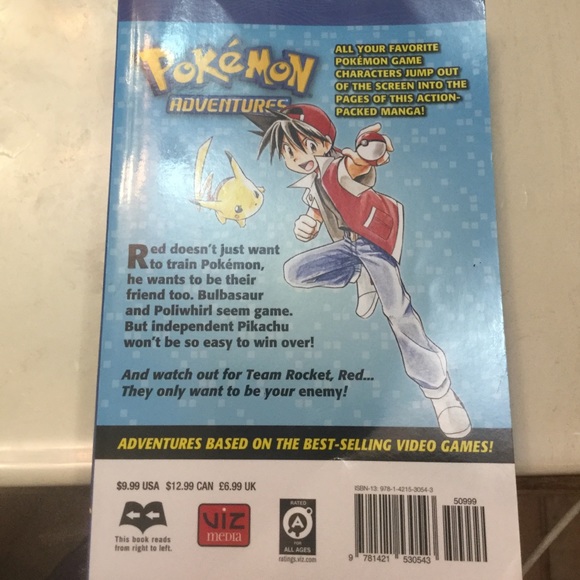 POKéMON
ADVENTURES
ALL YOUR FAVORITE
POKÉMON GAME
CHARACTERS JUMP OUT
OF THE SCREEN INTO THE
PAGES OF THIS ACTION-
PACKED MANGA!
Red doesn't just want
to train Pokémon,
he wants to be their
friend too. Bulbasaur
and Poliwhirl seem game.
But independent Pikachu
won't be so easy to win over!
And watch out for Team Rocket, Red...
They only want to be your enemy!
ADVENTURES BASED ON THE BEST-SELLING VIDEO GAMES!
$9.99 USA $12.99 CAN £6.99 UK
This book reads
from right to left.
VIZ
media
RATED
A
FOR
ALL AGES
ratings.viz.com
ISBN-13: 978-1-4215-3054-3
50999
9 781421 530543